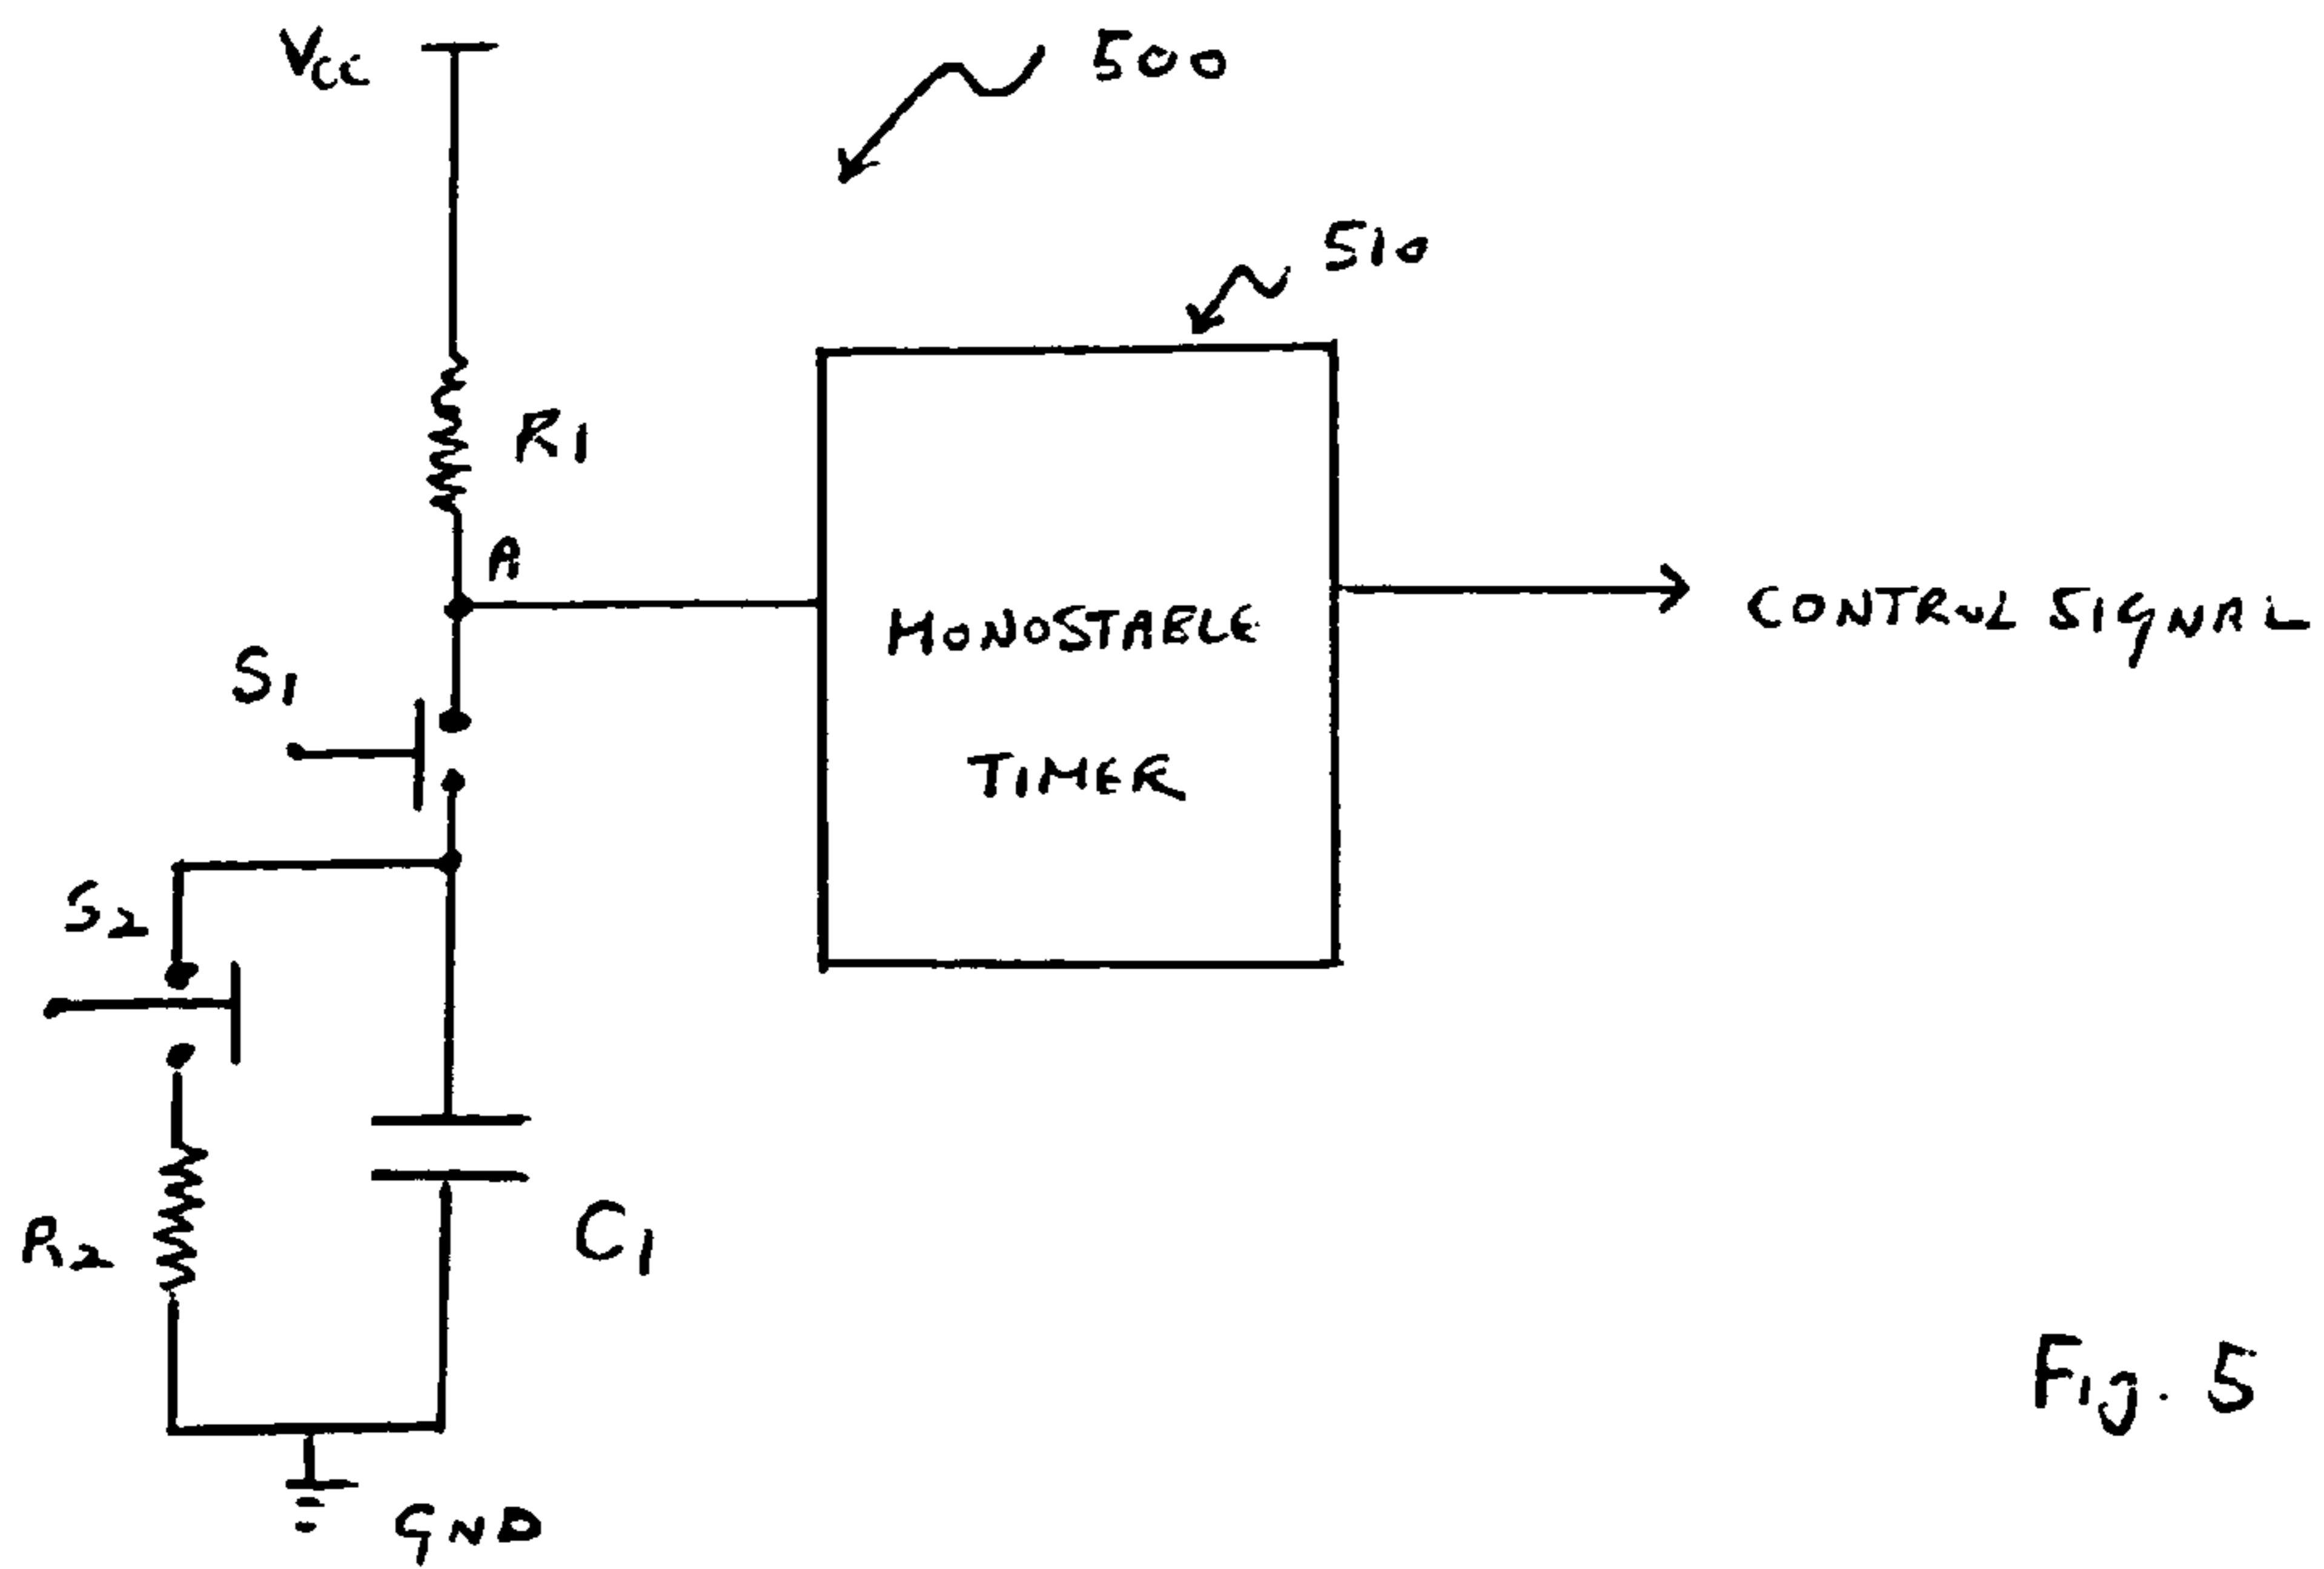 Vcc
500
510
R1
A
S1
MONOSTABLE
TIMER
CONTROL SIGNAL
S2
R2
C1
GND
Fig. 5